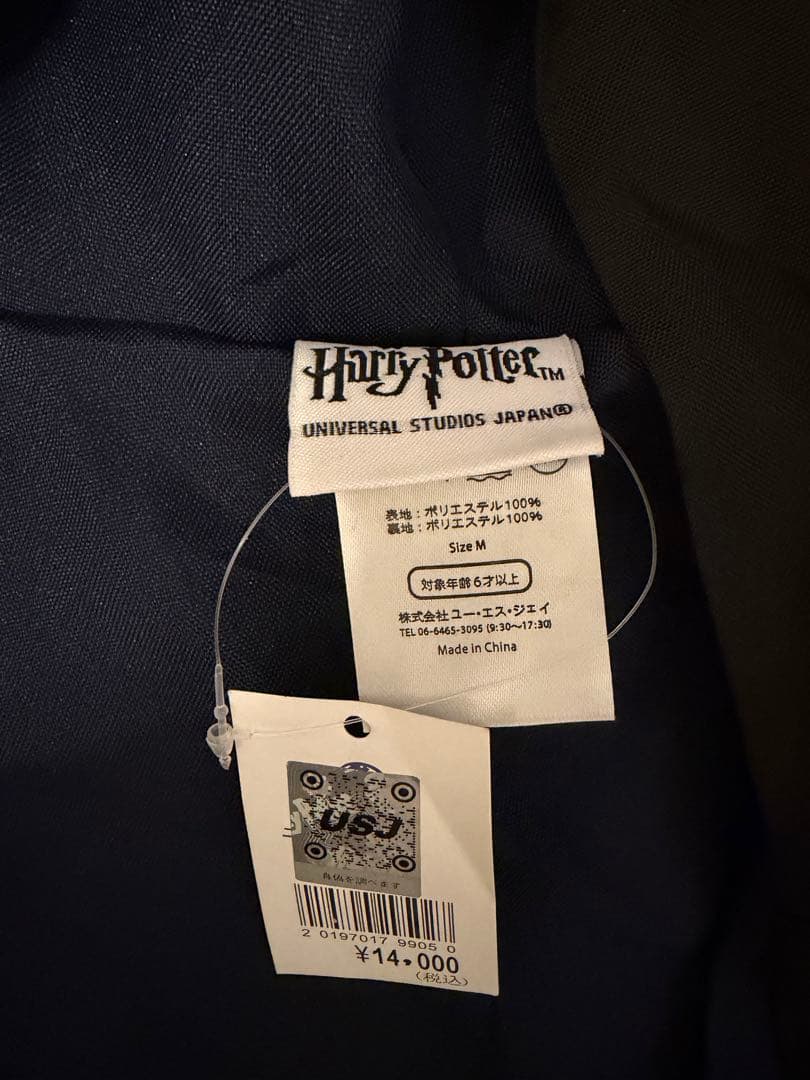 Harry Potter™
UNIVERSAL STUDIOS JAPAN®
表地：ポリエステル100%
裏地：ポリエステル100%
Size M
対象年齢6才以上
株式会社ユー・エス・ジェイ
TEL 06-6465-3095 (9:30～17:30)
Made in China
USJ
真偽を調べます
2 0197017 9905 0
¥14,000
(税込)